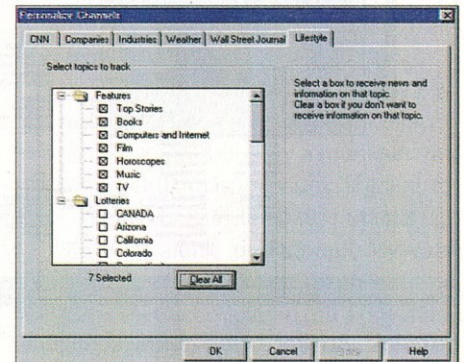 Personalize Channels
CNN Companies Industries Weather Wall Street Journal Lifestyle
Select topics to track
Features
Top Stories
Books
Computers and Internet
Film
Horoscopes
Music
TV
Lotteries
CANADA
Arizona
California
Colorado
7 Selected
Clear All
Select a box to receive news and
information on that topic.
Clear a box if you don't want to
receive information on that topic.
OK Cancel Help